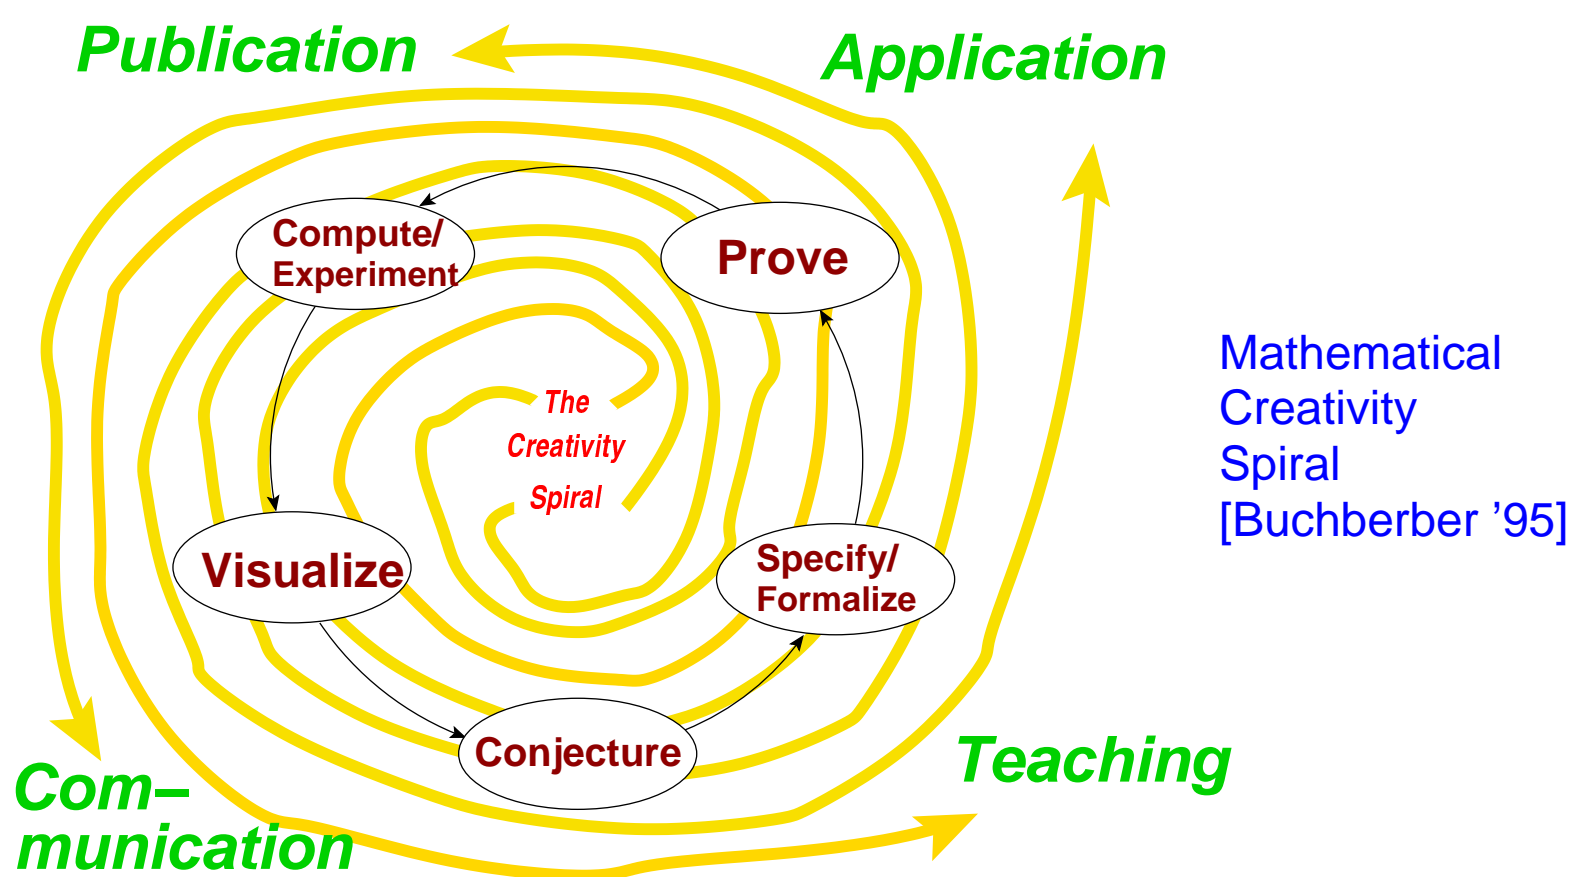 Publication
Application
Compute/
Experiment
Prove
The
Creativity
Spiral
Visualize
Specify/
Formalize
Conjecture
Com–
munication
Teaching
Mathematical
Creativity
Spiral
[Buchberber ’95]